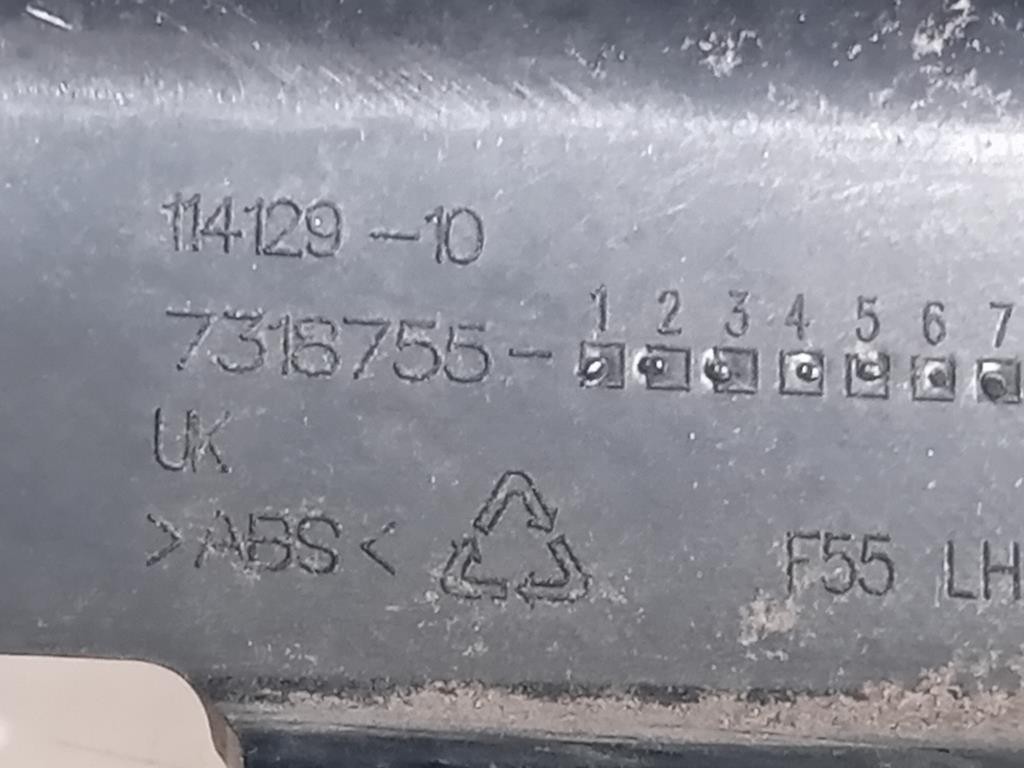 114129-10
1 2 3 4 5 6 7
7318755-
UK
>ABS<
F55 LH